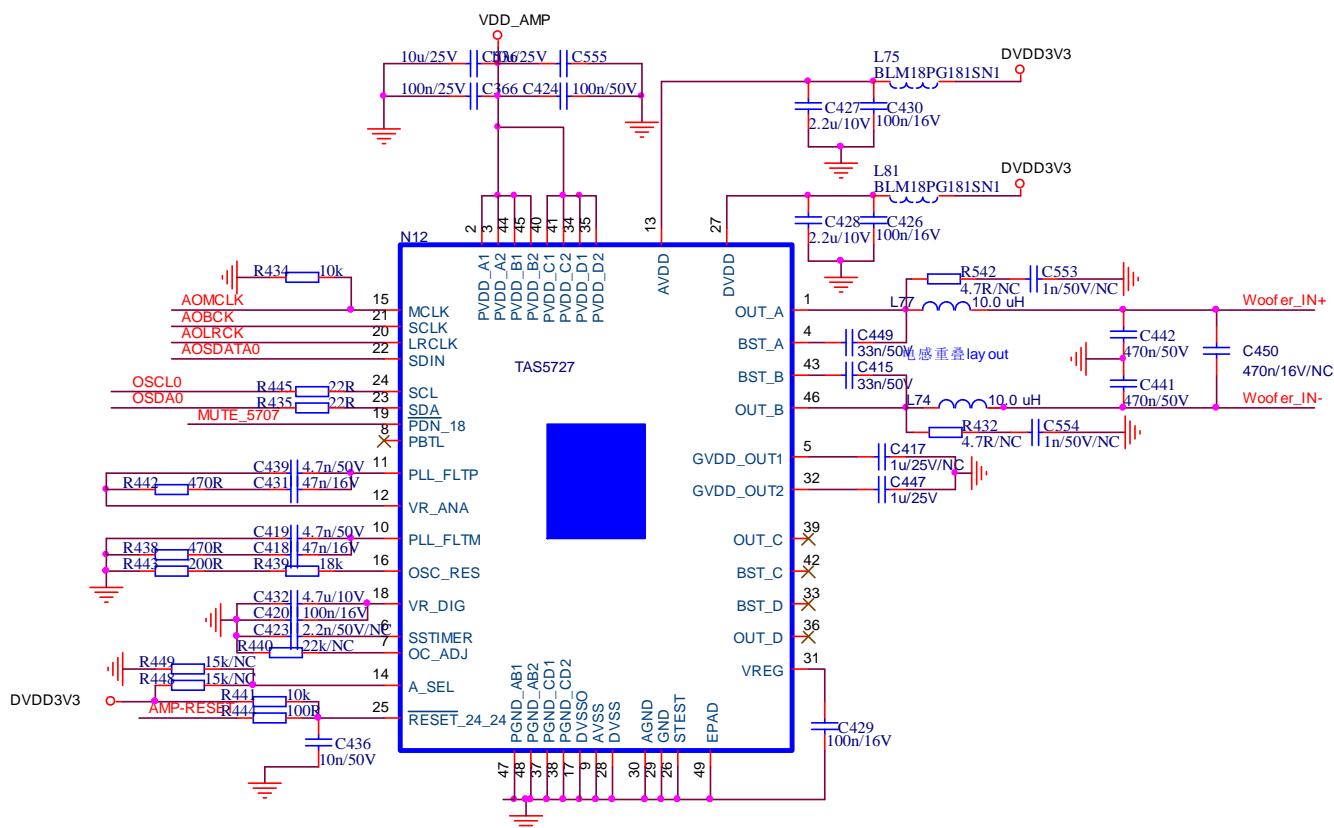 VDD_AMP
10u/25V
C536
10u/25V
C555
100n/25V
C366
C424
100n/50V
L75
BLM18PG181SN1
DVDD3V3
C427
2.2u/10V
C430
100n/16V
L81
BLM18PG181SN1
DVDD3V3
C428
2.2u/10V
C426
100n/16V
N12
2
3
44
45
40
41
34
35
13
27
PVDD_A1
PVDD_A2
PVDD_B1
PVDD_B2
PVDD_C1
PVDD_C2
PVDD_D1
PVDD_D2
AVDD
DVDD
TAS5727
R434
10k
AOMCLK
15
MCLK
AOBCK
21
SCLK
AOLRCK
20
LRCLK
AOSDATA0
22
SDIN
OSCL0
R445
22R
24
SCL
OSDA0
R435
22R
23
SDA
MUTE_5707
19
PDN_18
8
PBTL
C439
4.7n/50V
11
PLL_FLTP
R442
470R
C431
47n/16V
12
VR_ANA
C419
4.7n/50V
10
PLL_FLTM
R438
470R
C418
47n/16V
R443
200R
R439
18k
16
OSC_RES
C432
4.7u/10V
18
VR_DIG
C420
100n/16V
C423
2.2n/50V/NC
6
SSTIMER
R440
22k/NC
7
OC_ADJ
R449
15k/NC
R448
15k/NC
14
A_SEL
DVDD3V3
R441
10k
AMP-RESET
R444
100R
25
RESET_24_24
C436
10n/50V
1
OUT_A
R542
4.7R/NC
C553
1n/50V/NC
L77
10.0 uH
Woofer_IN+
4
BST_A
C449
33n/50V
电感重叠layout
43
BST_B
C415
33n/50V
C442
470n/50V
C450
470n/16V/NC
C441
470n/50V
46
OUT_B
L74
10.0 uH
Woofer_IN-
R432
4.7R/NC
C554
1n/50V/NC
5
GVDD_OUT1
C417
1u/25V/NC
32
GVDD_OUT2
C447
1u/25V
39
OUT_C
42
BST_C
33
BST_D
36
OUT_D
31
VREG
C429
100n/16V
PGND_AB1
PGND_AB2
PGND_CD1
PGND_CD2
DVSSO
AVSS
DVSS
AGND
GND
STEST
EPAD
47
48
37
38
17
9
28
30
29
26
49